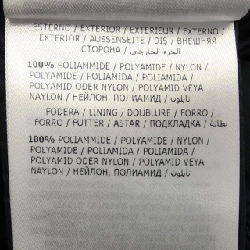 ESTERNO / EXTERIOR / EXTERIEUR / EXTERNO /
EXTERIOR / AUSSENSEITE / DIŞ / ВНЕШНЯЯ
СТОРОНА / الجزء الخارجي
100% POLIAMMIDE / POLYAMIDE / NYLON /
POLYAMIDE / POLIAMIDA / POLIAMIDA /
POLYAMID ODER NYLON / POLYAMID VEYA
NAYLON / НЕЙЛОН, ПОЛИАМИД / نايلون
FODERA / LINING / DOUBLURE / FORRO /
FORRO / FUTTER / ASTAR / ПОДКЛАДКА / بطانة
100% POLIAMMIDE / POLYAMIDE / NYLON /
POLYAMIDE / POLIAMIDA / POLIAMIDA /
POLYAMID ODER NYLON / POLYAMID VEYA
NAYLON / НЕЙЛОН, ПОЛИАМИД / نايلون